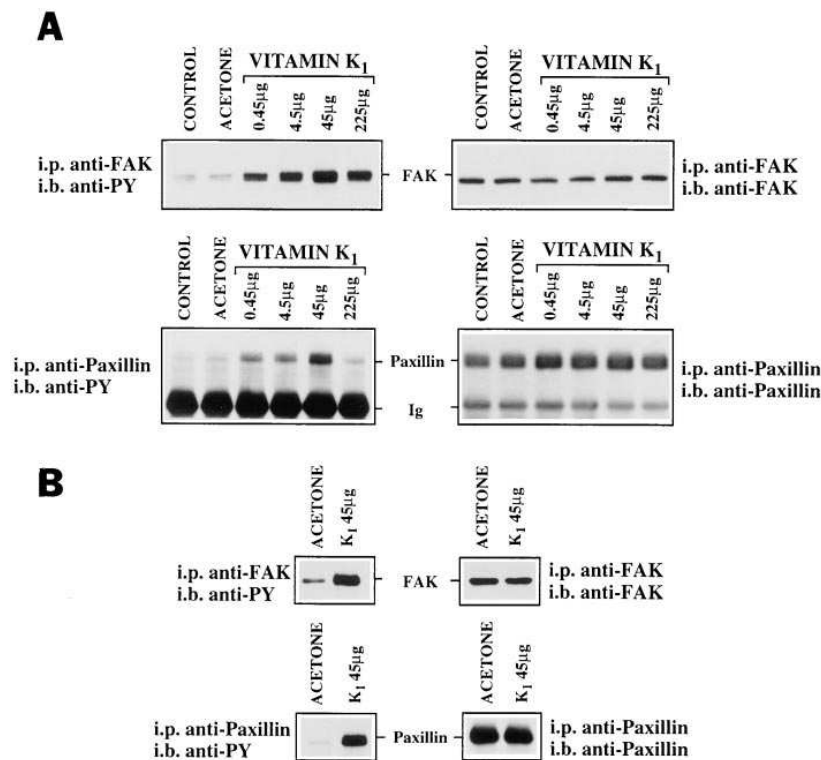 A
CONTROL
ACETONE
VITAMIN K1
0.45µg
4.5µg
45µg
225µg
i.p. anti-FAK
i.b. anti-PY
FAK
CONTROL
ACETONE
VITAMIN K1
0.45µg
4.5µg
45µg
225µg
i.p. anti-FAK
i.b. anti-FAK
CONTROL
ACETONE
VITAMIN K1
0.45µg
4.5µg
45µg
225µg
i.p. anti-Paxillin
i.b. anti-PY
Paxillin
Ig
CONTROL
ACETONE
VITAMIN K1
0.45µg
4.5µg
45µg
225µg
i.p. anti-Paxillin
i.b. anti-Paxillin
B
ACETONE
K1 45µg
i.p. anti-FAK
i.b. anti-PY
FAK
ACETONE
K1 45µg
i.p. anti-FAK
i.b. anti-FAK
ACETONE
K1 45µg
i.p. anti-Paxillin
i.b. anti-PY
Paxillin
ACETONE
K1 45µg
i.p. anti-Paxillin
i.b. anti-Paxillin